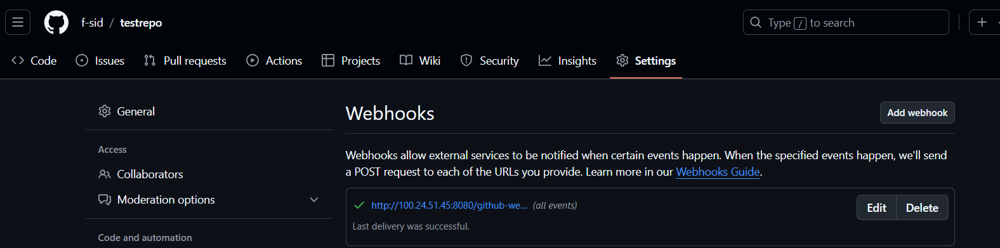 f-sid / testrepo
Type / to search
Code Issues Pull requests Actions Projects Wiki Security Insights Settings
General
Access
Collaborators
Moderation options
Code and automation
Webhooks
Add webhook
Webhooks allow external services to be notified when certain events happen. When the specified events happen, we'll send
a POST request to each of the URLs you provide. Learn more in our Webhooks Guide.
http://100.24.51.45:8080/github-we... (all events)
Edit Delete
Last delivery was successful.